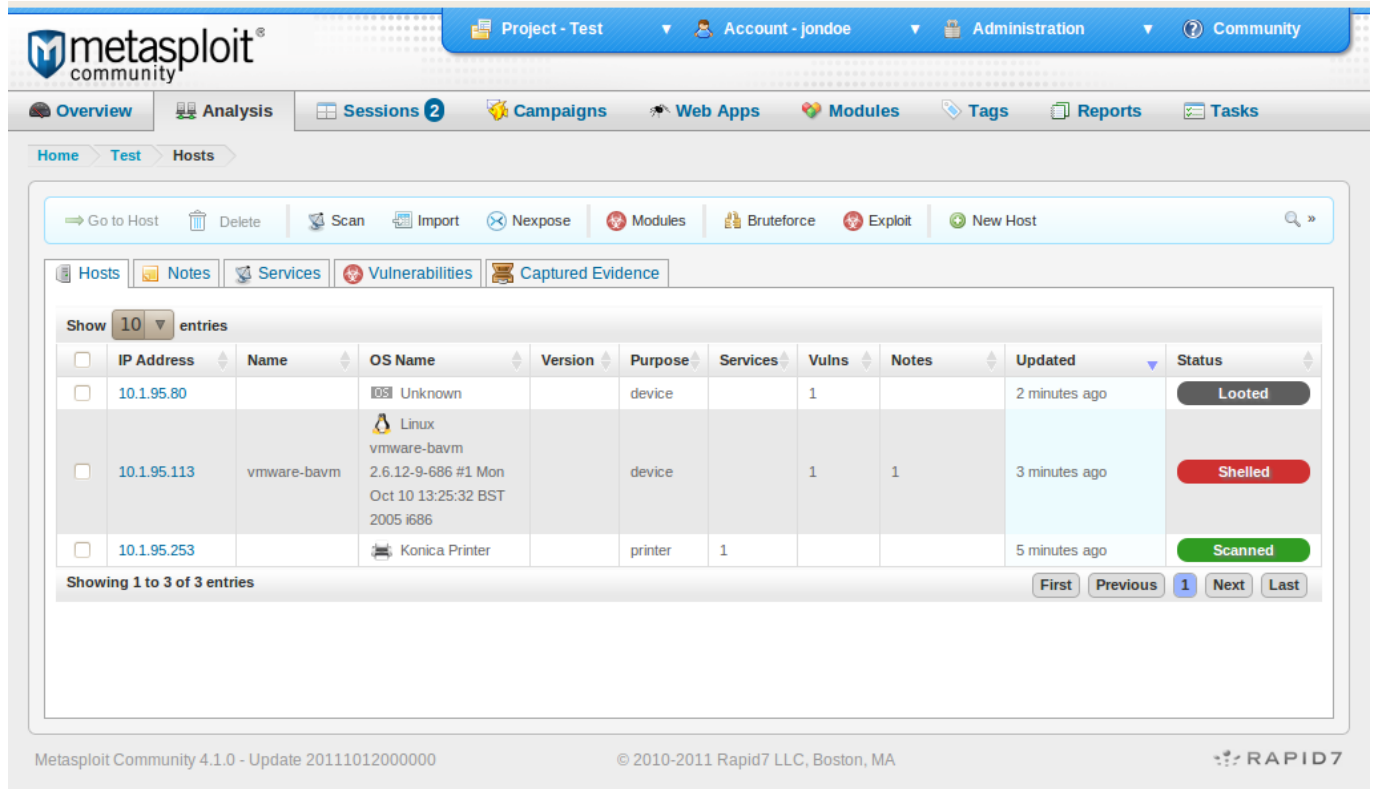 Project - Test Account - jondoe Administration Community
metasploit®
community
Overview Analysis Sessions 2 Campaigns Web Apps Modules Tags Reports Tasks
Home Test Hosts
Go to Host Delete Scan Import Nexpose Modules Bruteforce Exploit New Host »
Hosts Notes Services Vulnerabilities Captured Evidence
Show 10 entries
IP Address Name OS Name Version Purpose Services Vulns Notes Updated Status
10.1.95.80 OS Unknown device 1 2 minutes ago Looted
10.1.95.113 vmware-bavm Linux
vmware-bavm
2.6.12-9-686 #1 Mon
Oct 10 13:25:32 BST
2005 i686 device 1 1 3 minutes ago Shelled
10.1.95.253 Konica Printer printer 1 5 minutes ago Scanned
Showing 1 to 3 of 3 entries First Previous 1 Next Last
Metasploit Community 4.1.0 - Update 20111012000000 © 2010-2011 Rapid7 LLC, Boston, MA RAPID7